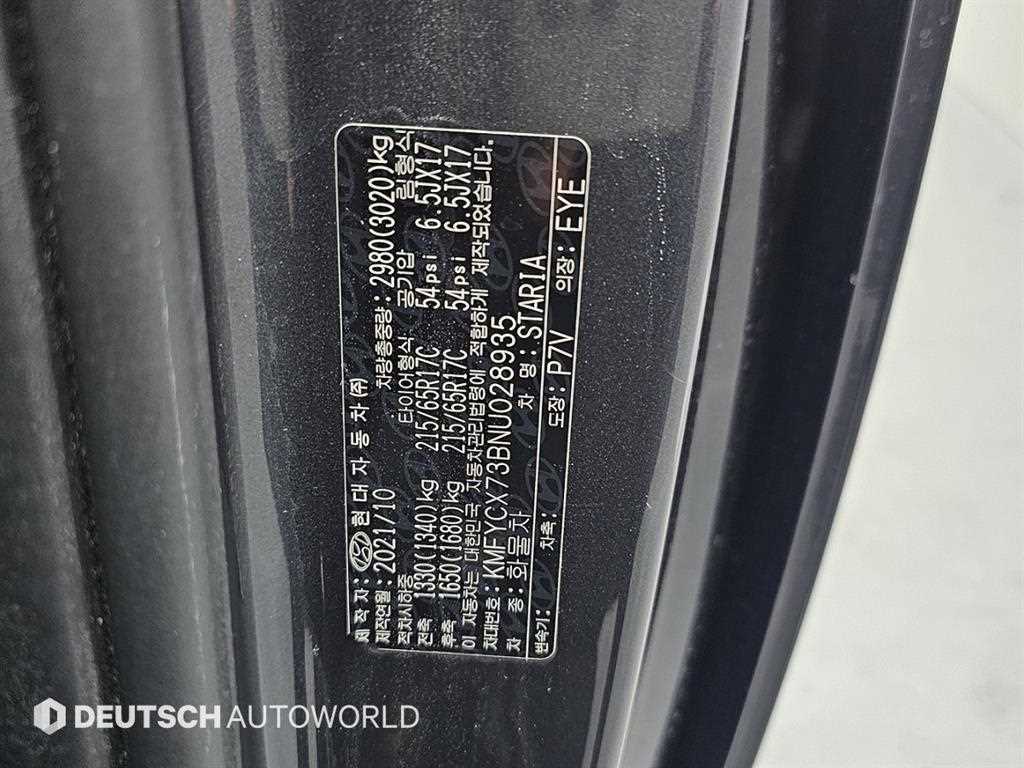 제 작 자 : 현 대 자 동 차 (주)
제작연월 : 2021/10 차량총중량 : 2980(3020)kg
적차시하중 타이어형식 공기압 림형식
전축 1330(1340)kg 215/65R17C 54psi 6.5JX17
후축 1650(1680)kg 215/65R17C 54psi 6.5JX17
이 자동차는 대한민국 자동차관리법령에 적합하게 제작되었습니다.
차대번호 : KMFYCX73BNU028935
차 종 : 화물차 차 명 : STARIA
변속기 : 차축 : 도장 : P7V 의장 : EYE
DEUTSCH AUTOWORLD